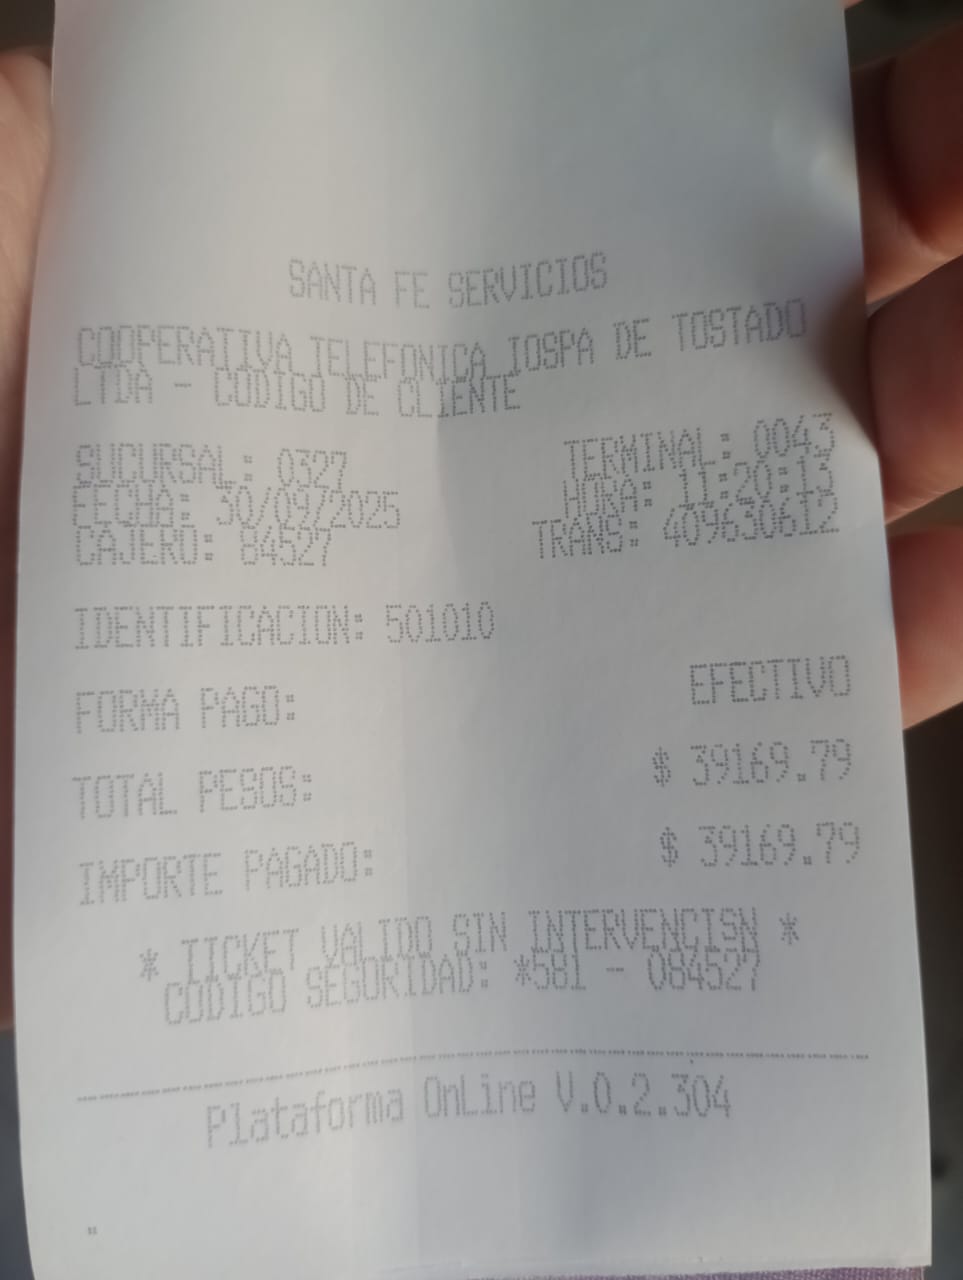 SANTA FE SERVICIOS
COOPERATIVA TELEFONICA IOSPA DE TOSTADO
LTDA - CODIGO DE CLIENTE
SUCURSAL: 0327 TERMINAL: 0043
FECHA: 30/09/2025 HORA: 11:20:13
CAJERO: 84527 TRANS: 409630612
IDENTIFICACION: 501010
FORMA PAGO: EFECTIVO
TOTAL PESOS: $ 39169.79
IMPORTE PAGADO: $ 39169.79
* TICKET VALIDO SIN INTERVENCISN *
CODIGO SEGURIDAD: *581 - 084527
Plataforma OnLine V.0.2.304
"